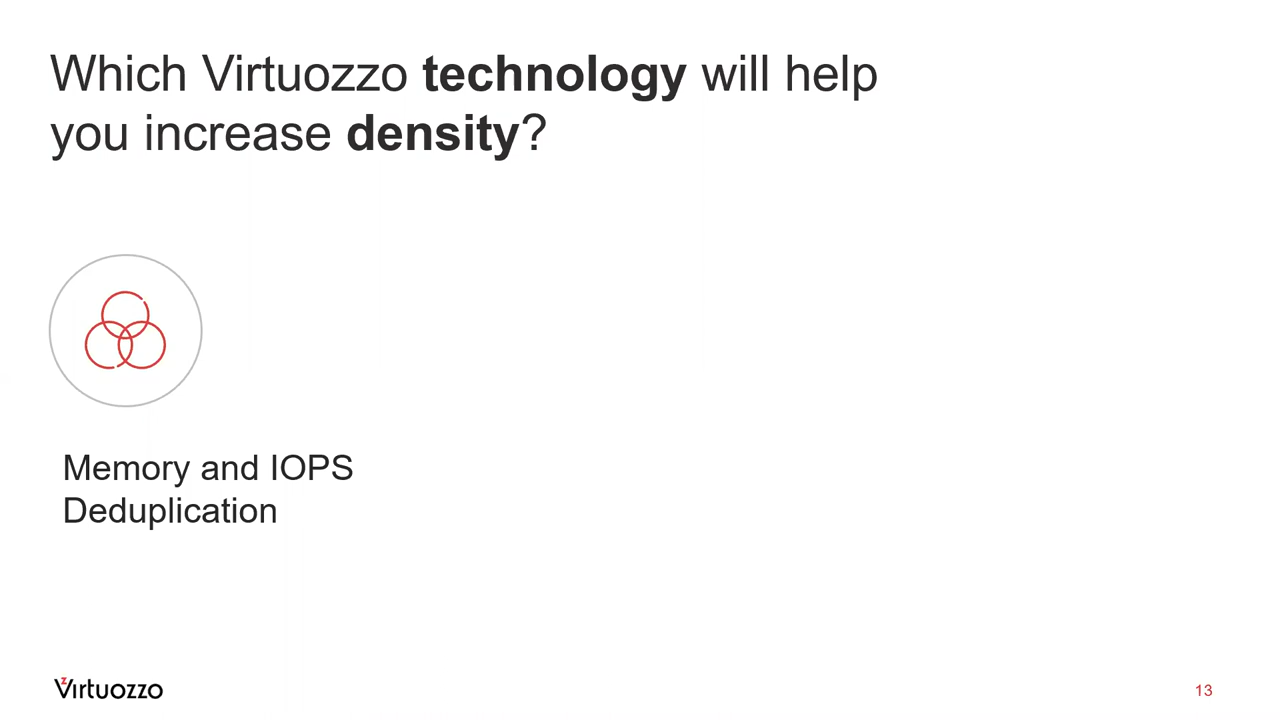 Which Virtuozzo technology will help
you increase density?
Memory and IOPS
Deduplication
Virtuozzo
13